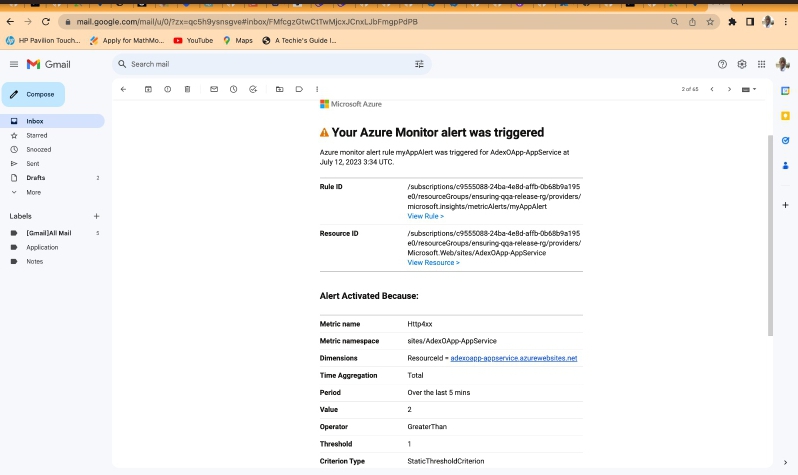 mail.google.com/mail/u/0/?zx=qc5h9ysnsgve#inbox/FMfcgzGtwCtTwMjcxJCnxLJbFmgpPdPB
HP Pavilion Touch...
Apply for MathMo...
YouTube
Maps
A Techie's Guide I...
Gmail
Search mail
Compose
2 of 65
Inbox
Starred
Snoozed
Sent
Drafts
More
Labels
[Gmail]All Mail 5
Application
Notes
Microsoft Azure
Your Azure Monitor alert was triggered
Azure monitor alert rule myAppAlert was triggered for AdexOApp-AppService at
July 12, 2023 3:34 UTC.
Rule ID /subscriptions/c9555088-24ba-4e8d-affb-0b68b9a195
e0/resourceGroups/ensuring-qqa-release-rg/providers/
microsoft.insights/metricAlerts/myAppAlert
View Rule >
Resource ID /subscriptions/c9555088-24ba-4e8d-affb-0b68b9a195
e0/resourceGroups/ensuring-qqa-release-rg/providers/
Microsoft.Web/sites/AdexOApp-AppService
View Resource >
Alert Activated Because:
Metric name Http4xx
Metric namespace sites/AdexOApp-AppService
Dimensions ResourceId = adexoapp-appservice.azurewebsites.net
Time Aggregation Total
Period Over the last 5 mins
Value 2
Operator GreaterThan
Threshold 1
Criterion Type StaticThresholdCriterion